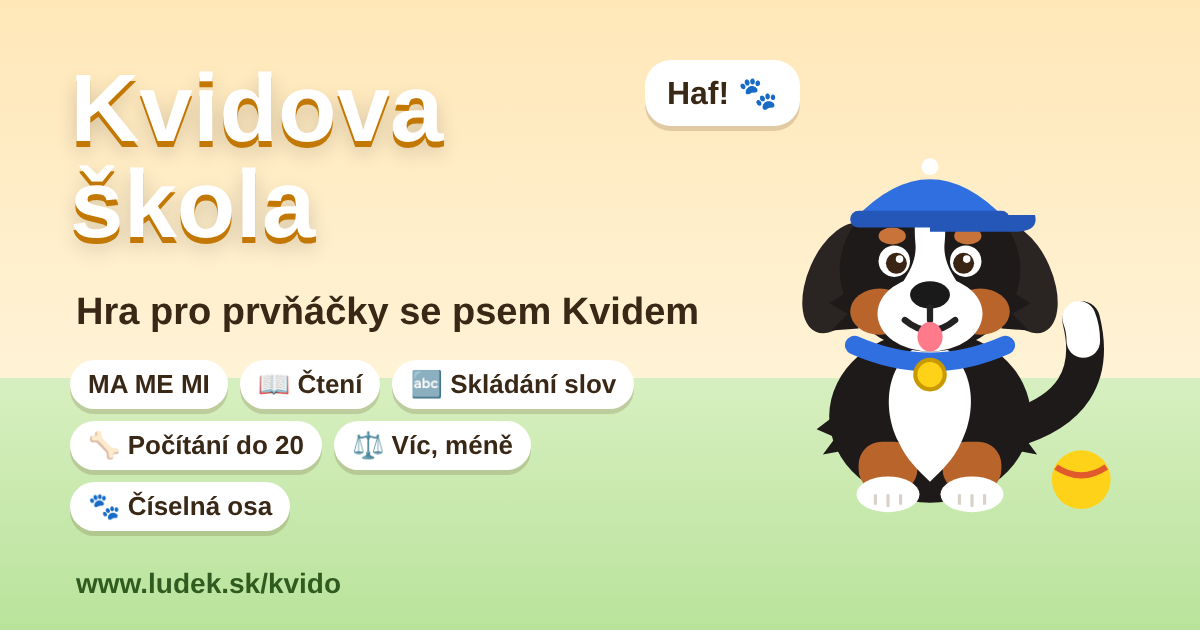 Kvidova
škola
Haf! 🐾
Hra pro prvňáčky se psem Kvidem
MA ME MI
📖 Čtení
🔤 Skládání slov
🦴 Počítání do 20
⚖️ Víc, méně
🐾 Číselná osa
www.ludek.sk/kvido